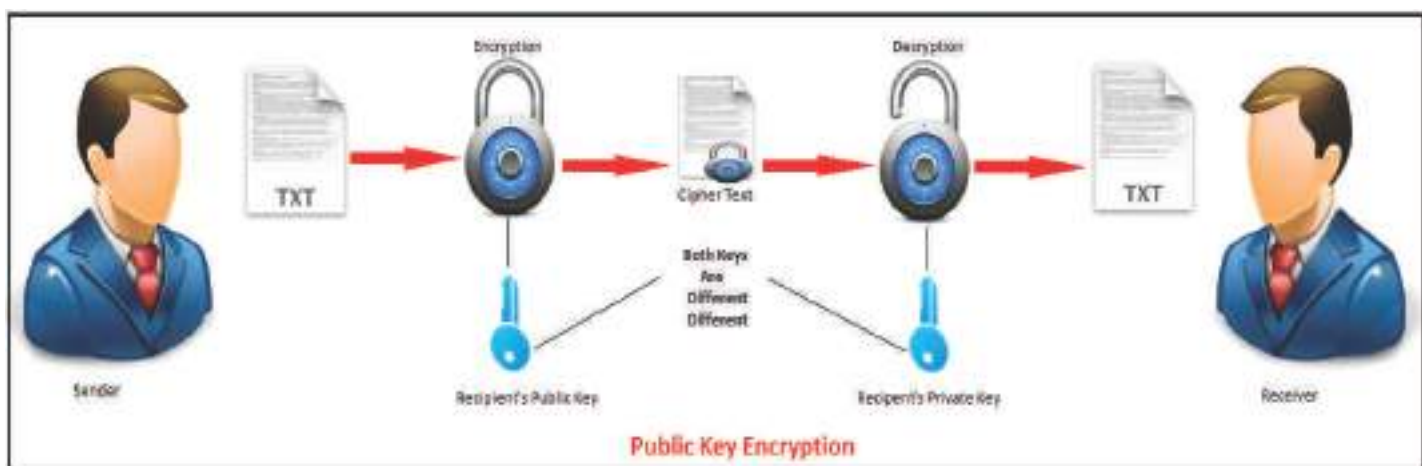 Encryption
Decryption
TXT
Cipher Text
TXT
Both Keys
Are
Different
Different
Sender
Recipient's Public Key
Recipent's Private Key
Receiver
Public Key Encryption